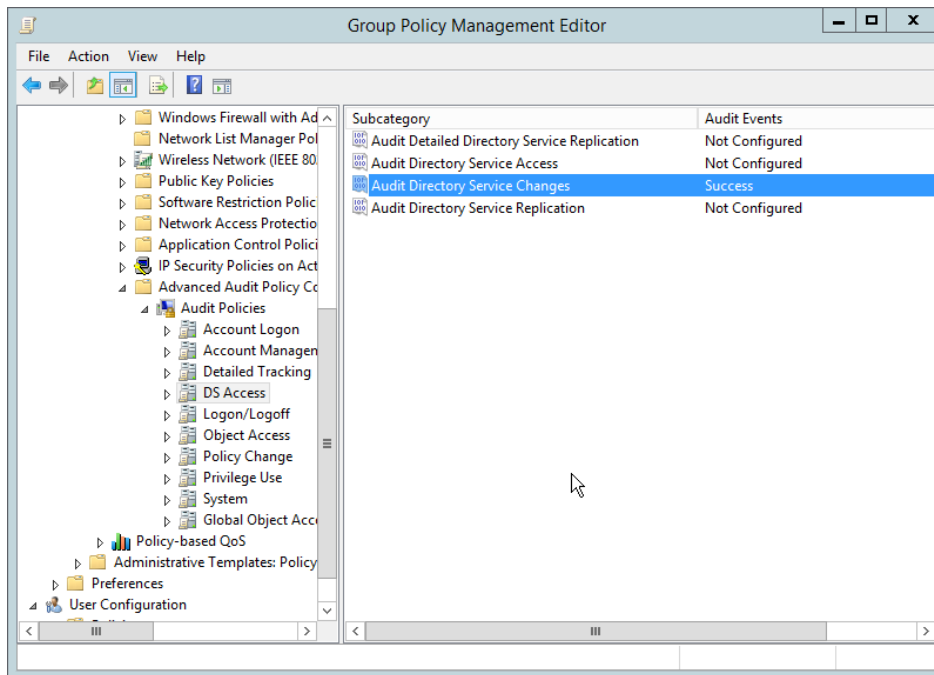 Group Policy Management Editor
File Action View Help
Windows Firewall with Ad
Network List Manager Pol
Wireless Network (IEEE 80.
Public Key Policies
Software Restriction Polic
Network Access Protectio
Application Control Polici
IP Security Policies on Act
Advanced Audit Policy Co
Audit Policies
Account Logon
Account Managen
Detailed Tracking
DS Access
Logon/Logoff
Object Access
Policy Change
Privilege Use
System
Global Object Acce
Policy-based QoS
Administrative Templates: Policy
Preferences
User Configuration
Subcategory Audit Events
Audit Detailed Directory Service Replication Not Configured
Audit Directory Service Access Not Configured
Audit Directory Service Changes Success
Audit Directory Service Replication Not Configured